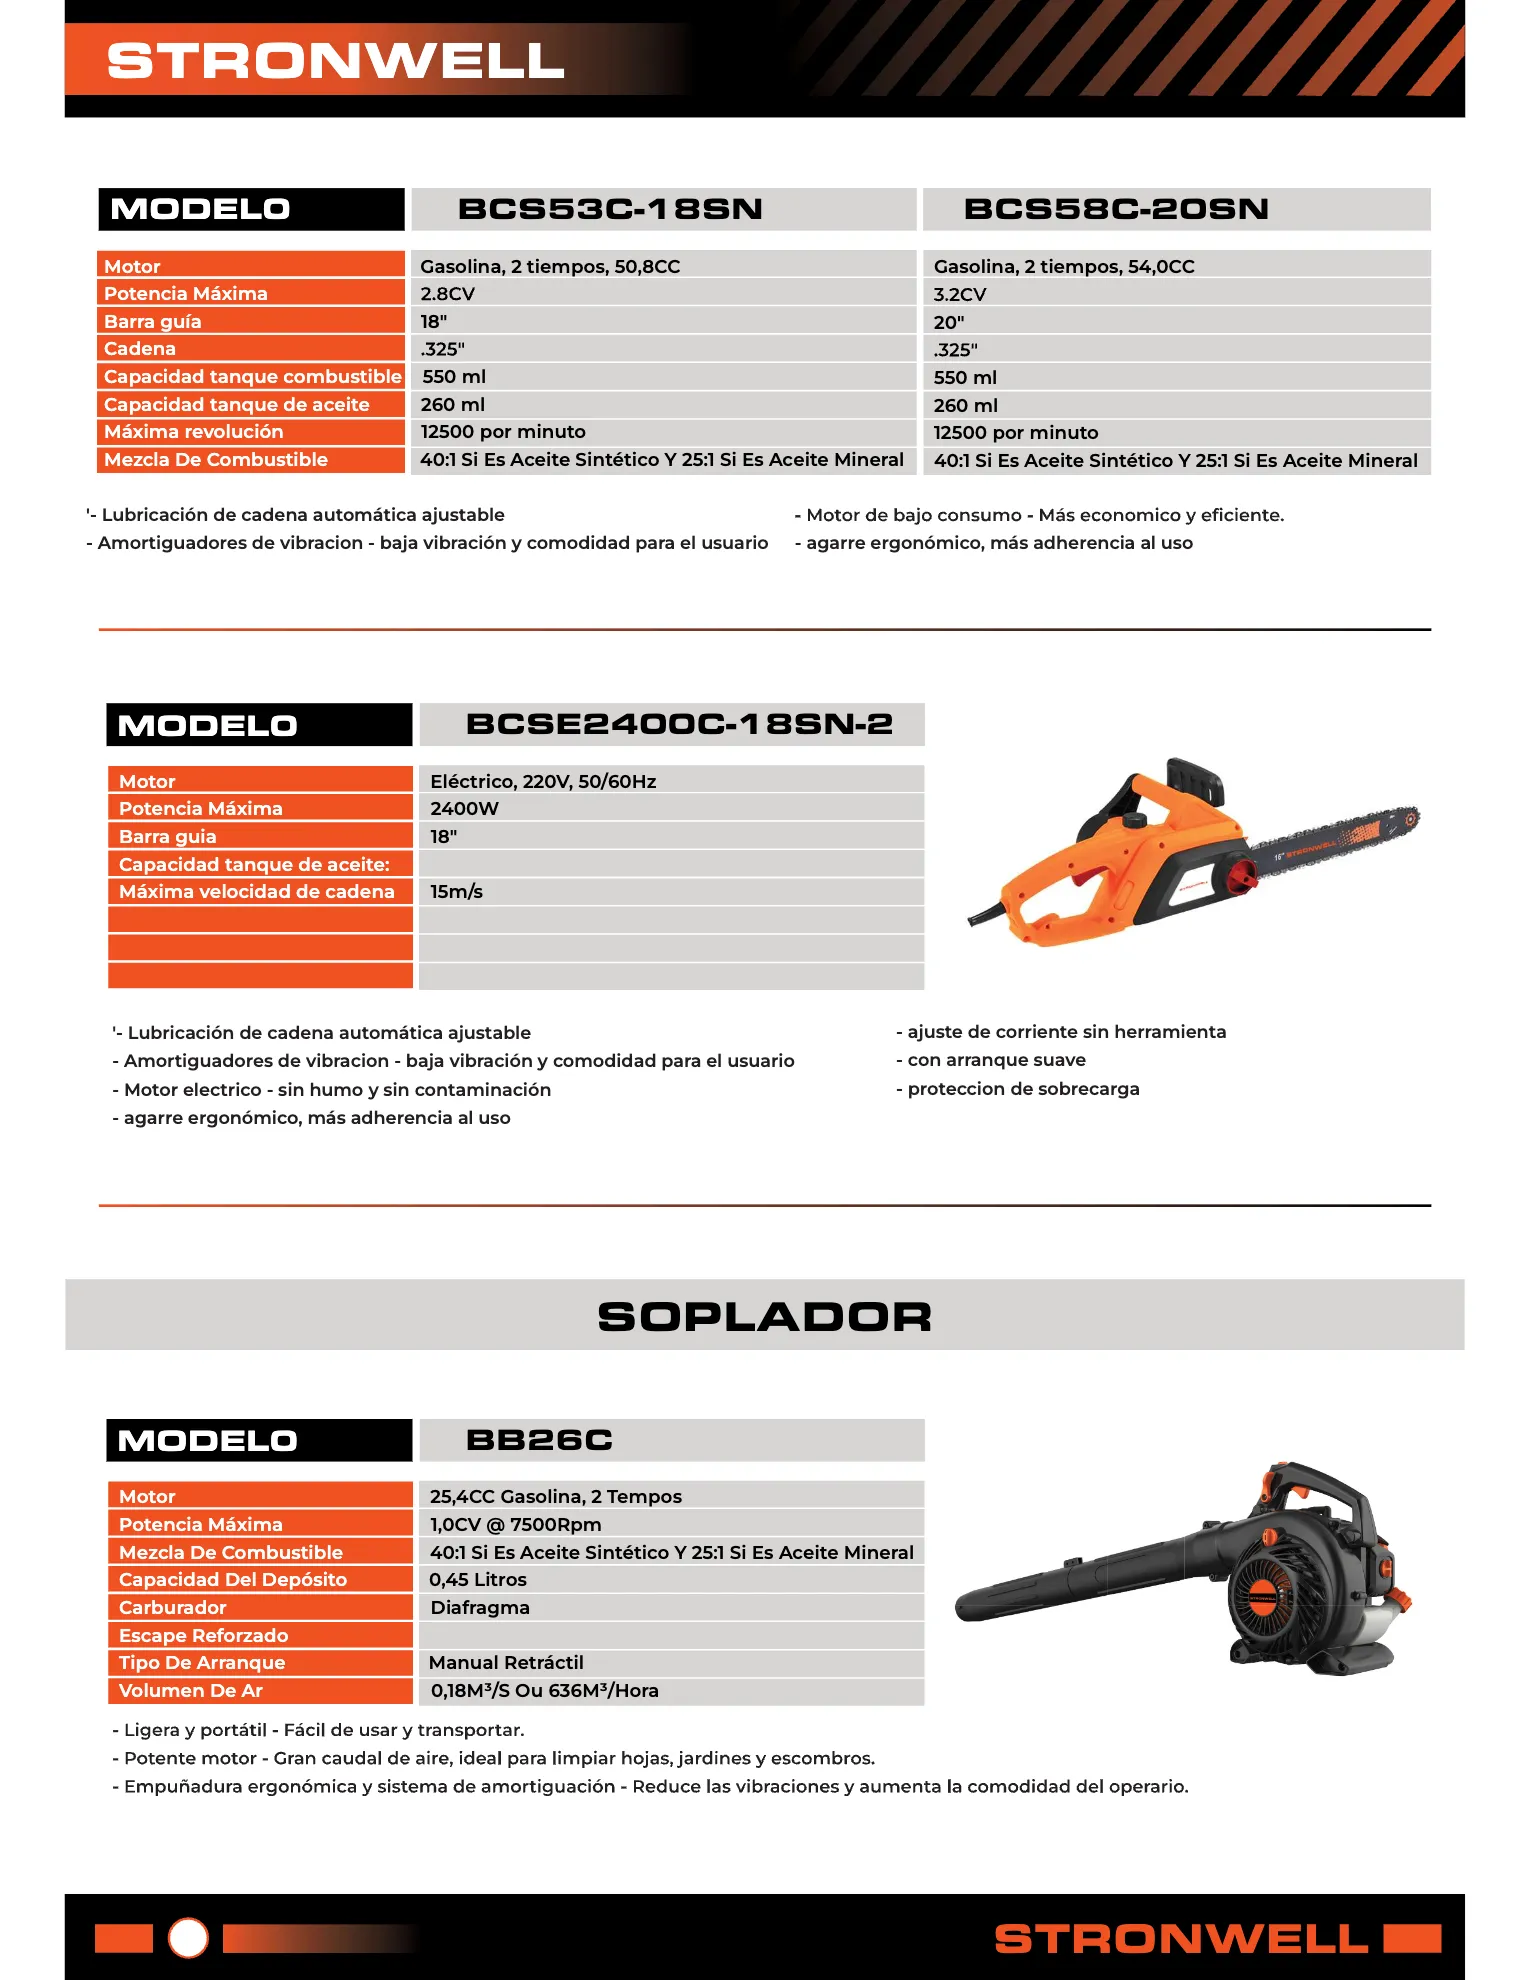 STRONWELL
MODELO BCS53C-18SN BCS58C-20SN
Motor Gasolina, 2 tiempos, 50,8CC Gasolina, 2 tiempos, 54,0CC
Potencia Máxima 2.8CV 3.2CV
Barra guía 18" 20"
Cadena .325" .325"
Capacidad tanque combustible 550 ml 550 ml
Capacidad tanque de aceite 260 ml 260 ml
Máxima revolución 12500 por minuto 12500 por minuto
Mezcla De Combustible 40:1 Si Es Aceite Sintético Y 25:1 Si Es Aceite Mineral 40:1 Si Es Aceite Sintético Y 25:1 Si Es Aceite Mineral
'- Lubricación de cadena automática ajustable
- Amortiguadores de vibracion - baja vibración y comodidad para el usuario
- Motor de bajo consumo - Más economico y eficiente.
- agarre ergonómico, más adherencia al uso
MODELO BCSE2400C-18SN-2
Motor Eléctrico, 220V, 50/60Hz
Potencia Máxima 2400W
Barra guia 18"
Capacidad tanque de aceite:
Máxima velocidad de cadena 15m/s
16" STRONWELL
STRONWELL
'- Lubricación de cadena automática ajustable
- Amortiguadores de vibracion - baja vibración y comodidad para el usuario
- Motor electrico - sin humo y sin contaminación
- agarre ergonómico, más adherencia al uso
- ajuste de corriente sin herramienta
- con arranque suave
- proteccion de sobrecarga
SOPLADOR
MODELO BB26C
Motor 25,4CC Gasolina, 2 Tempos
Potencia Máxima 1,0CV @ 7500Rpm
Mezcla De Combustible 40:1 Si Es Aceite Sintético Y 25:1 Si Es Aceite Mineral
Capacidad Del Depósito 0,45 Litros
Carburador Diafragma
Escape Reforzado
Tipo De Arranque Manual Retráctil
Volumen De Ar 0,18M³/S Ou 636M³/Hora
STRONWELL
- Ligera y portátil - Fácil de usar y transportar.
- Potente motor - Gran caudal de aire, ideal para limpiar hojas, jardines y escombros.
- Empuñadura ergonómica y sistema de amortiguación - Reduce las vibraciones y aumenta la comodidad del operario.
STRONWELL